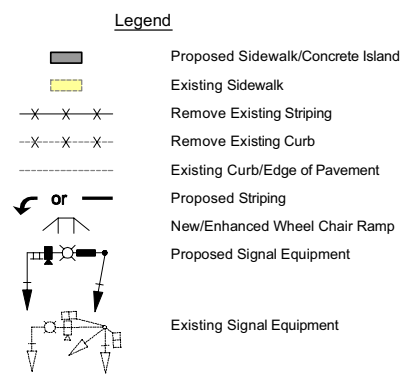 Legend
Proposed Sidewalk/Concrete Island
Existing Sidewalk
Remove Existing Striping
Remove Existing Curb
Existing Curb/Edge of Pavement
or Proposed Striping
New/Enhanced Wheel Chair Ramp
Proposed Signal Equipment
Existing Signal Equipment